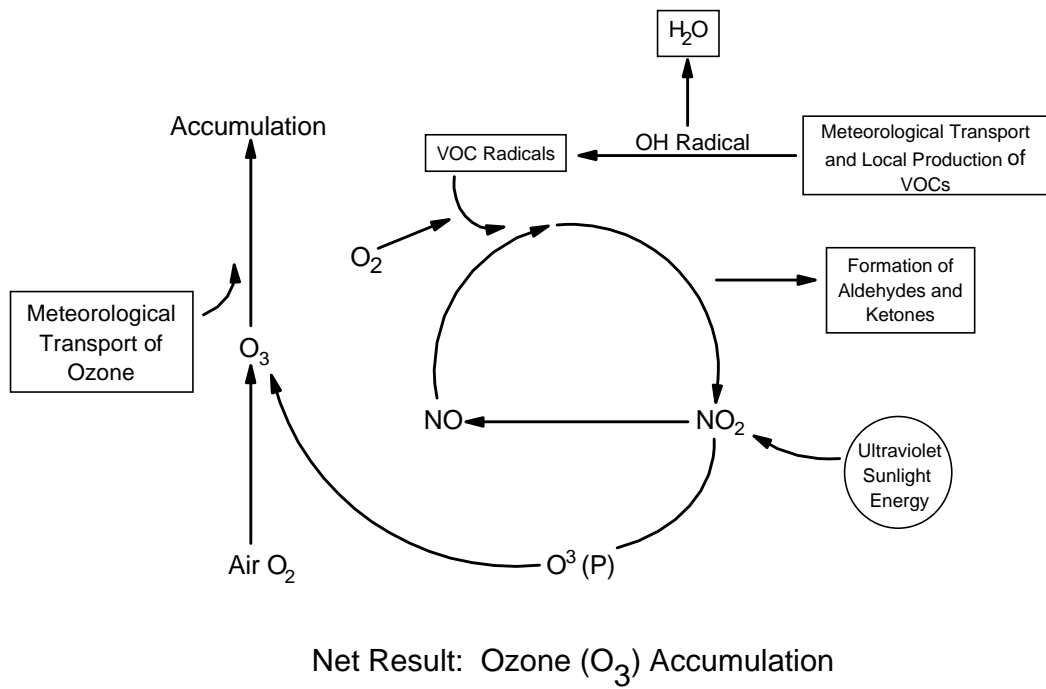 H₂O
Accumulation
VOC Radicals
OH Radical
Meteorological Transport
and Local Production of
VOCs
O₂
Formation of
Aldehydes and
Ketones
Meteorological
Transport of
Ozone
O₃
NO
NO₂
Ultraviolet
Sunlight
Energy
Air O₂
O³ (P)
Net Result: Ozone (O₃) Accumulation